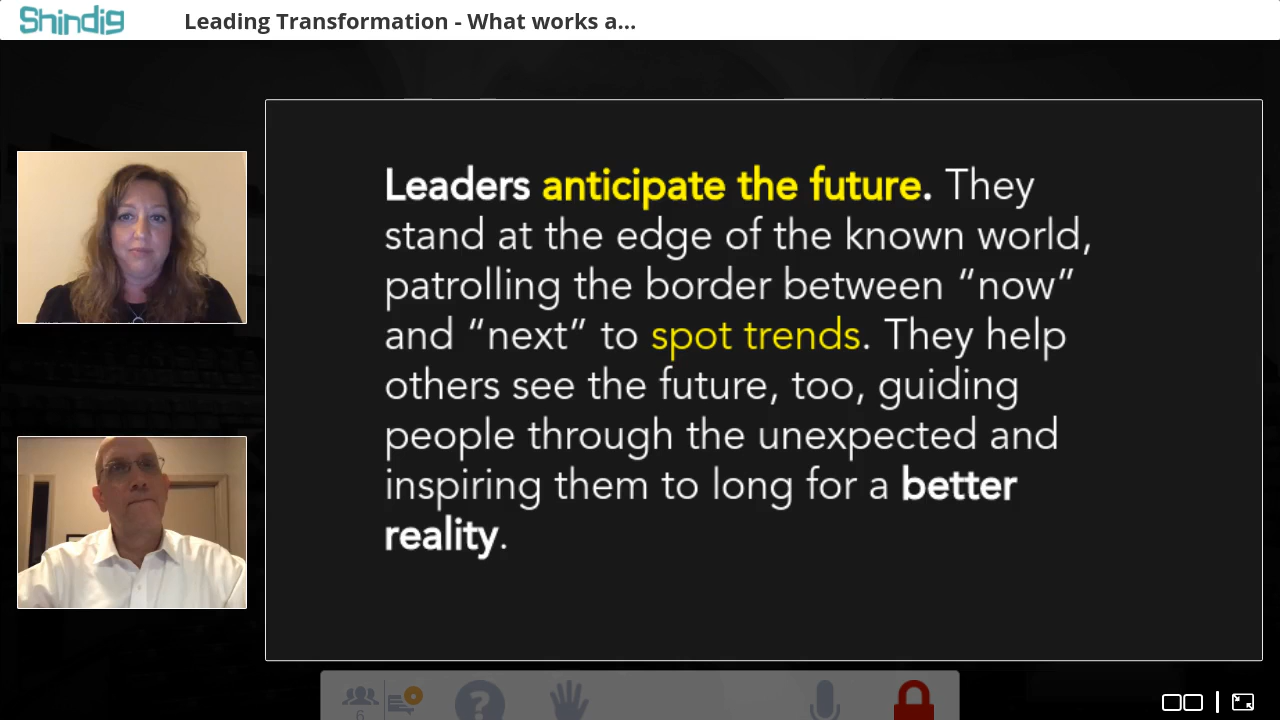 Shindig
Leading Transformation - What works a...
Leaders anticipate the future. They
stand at the edge of the known world,
patrolling the border between “now”
and “next” to spot trends. They help
others see the future, too, guiding
people through the unexpected and
inspiring them to long for a better
reality.
6